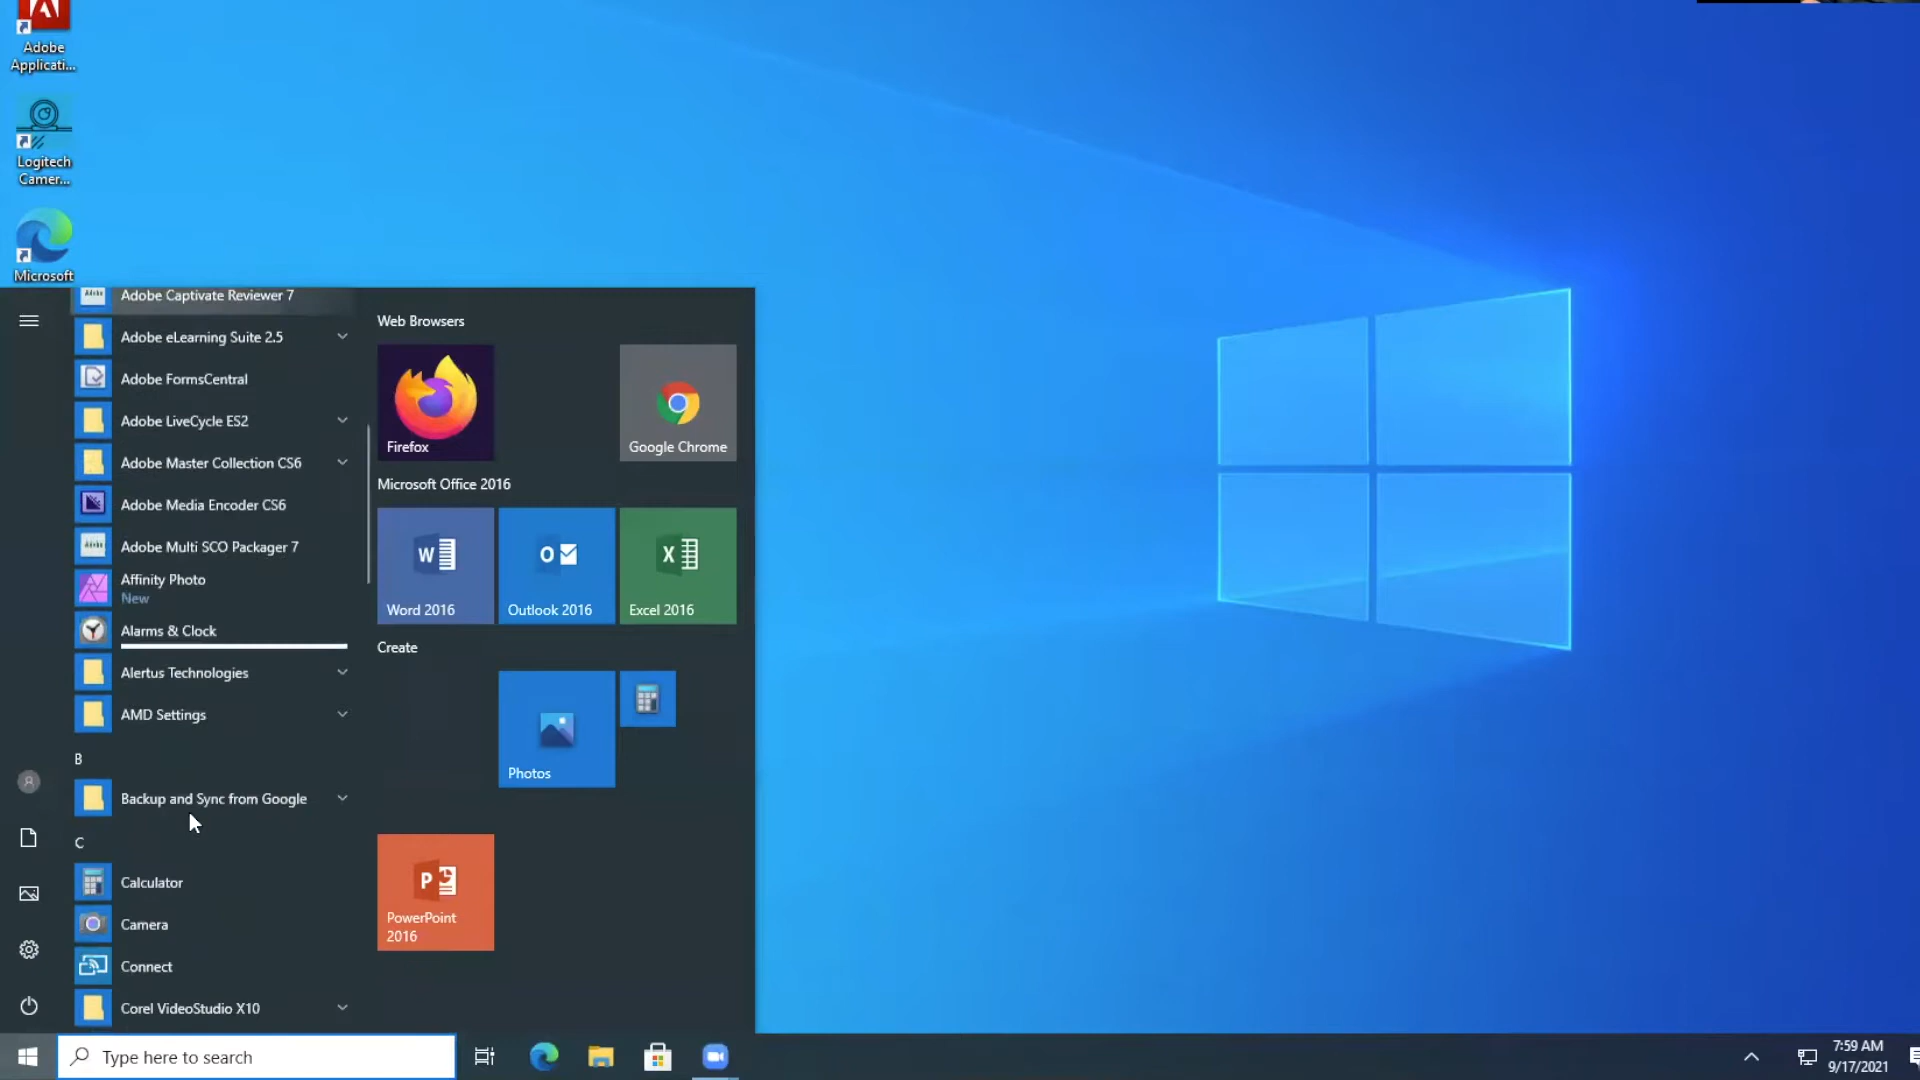 Adobe
Applicati...
Logitech
Camer...
Microsoft
Adobe Captivate Reviewer 7
Adobe eLearning Suite 2.5
Adobe FormsCentral
Adobe LiveCycle ES2
Adobe Master Collection CS6
Adobe Media Encoder CS6
Adobe Multi SCO Packager 7
Affinity Photo
New
Alarms & Clock
Alertus Technologies
AMD Settings
B
Backup and Sync from Google
C
Calculator
Camera
Connect
Corel VideoStudio X10
Web Browsers
Firefox
Google Chrome
Microsoft Office 2016
Word 2016
Outlook 2016
Excel 2016
Create
Photos
PowerPoint
2016
Type here to search
7:59 AM
9/17/2021